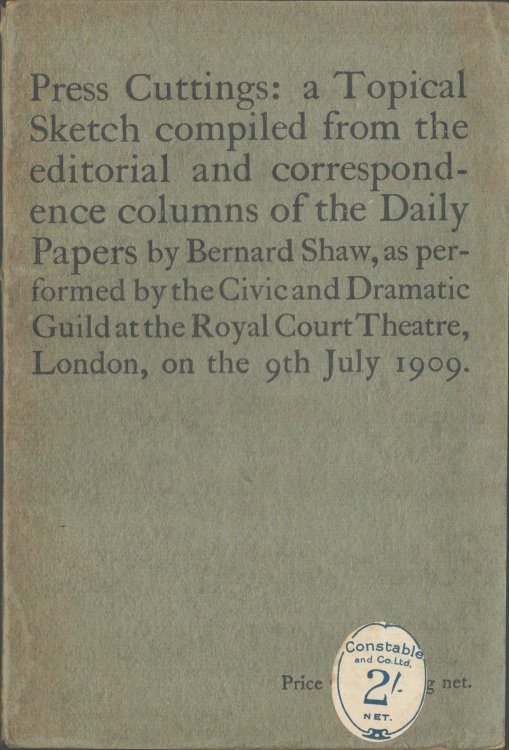 Press Cuttings: a Topical
Sketch compiled from the
editorial and correspond-
ence columns of the Daily
Papers by Bernard Shaw, as per-
formed by the Civic and Dramatic
Guild at the Royal Court Theatre,
London, on the 9th July 1909.
Constable
and Co. Ltd.
2/-
NET.
Price g net.